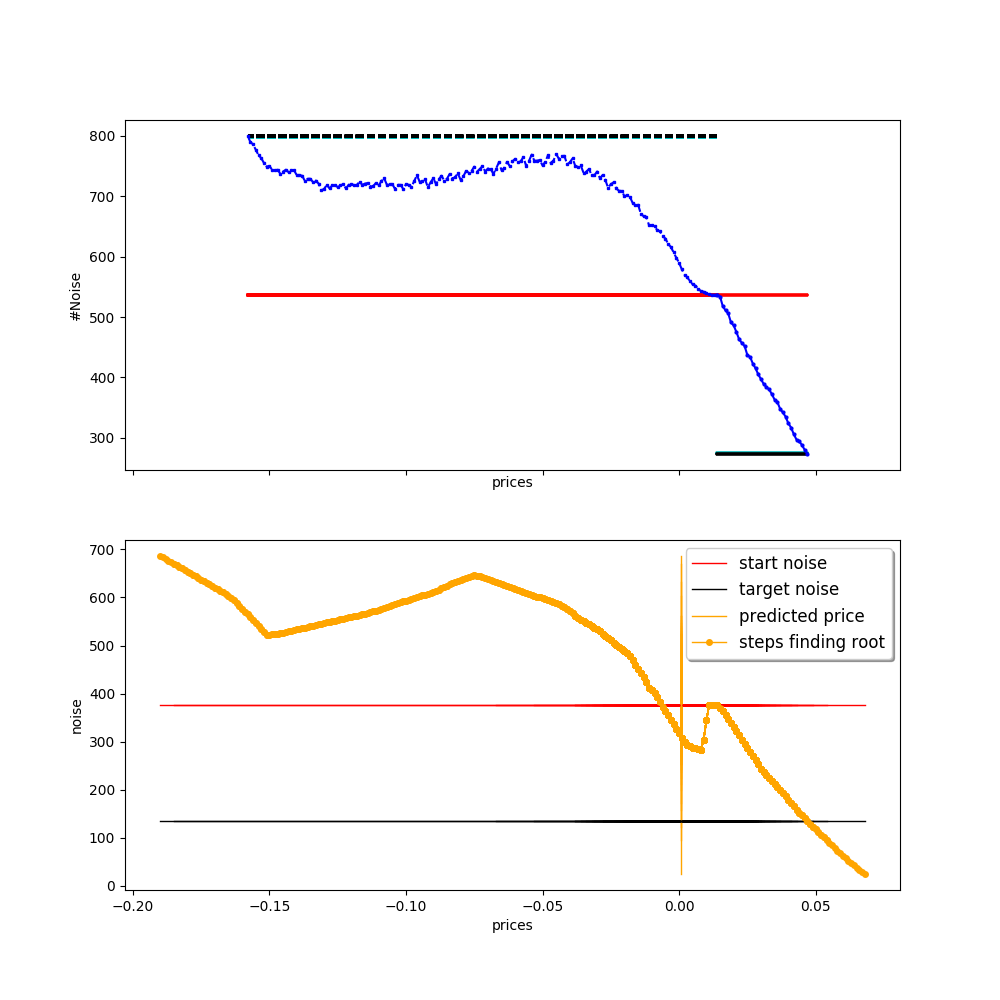 800
700
600
500
400
300
#Noise
prices
700
600
500
400
300
200
100
0
noise
start noise
target noise
predicted price
steps finding root
−0.20 −0.15 −0.10 −0.05 0.00 0.05
prices